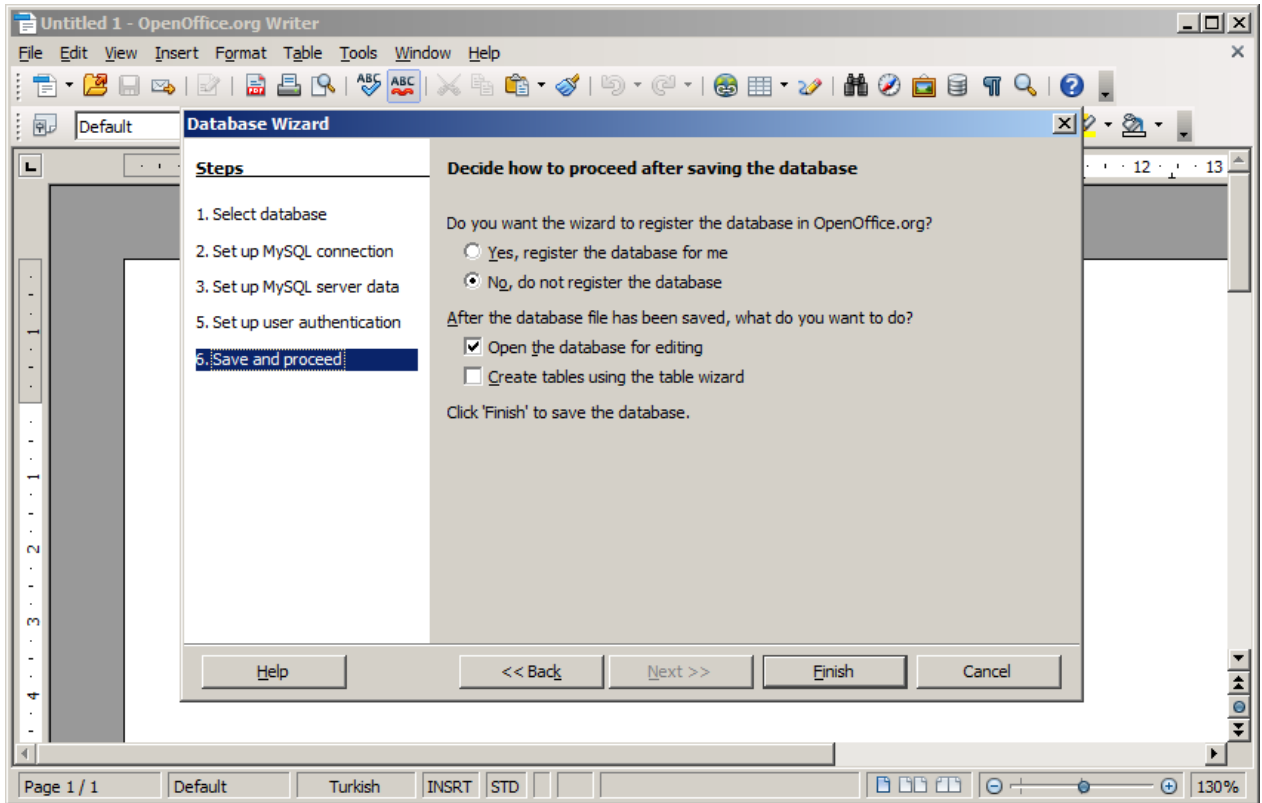 Untitled 1 - OpenOffice.org Writer
File Edit View Insert Format Table Tools Window Help
Default
Database Wizard
12 13
Steps
Decide how to proceed after saving the database
1. Select database
Do you want the wizard to register the database in OpenOffice.org?
2. Set up MySQL connection
Yes, register the database for me
3. Set up MySQL server data
No, do not register the database
5. Set up user authentication
After the database file has been saved, what do you want to do?
6. Save and proceed
Open the database for editing
Create tables using the table wizard
Click 'Finish' to save the database.
1
1
2
3
4
Help << Back Next >> Finish Cancel
Page 1 / 1 Default Turkish INSRT STD 130%